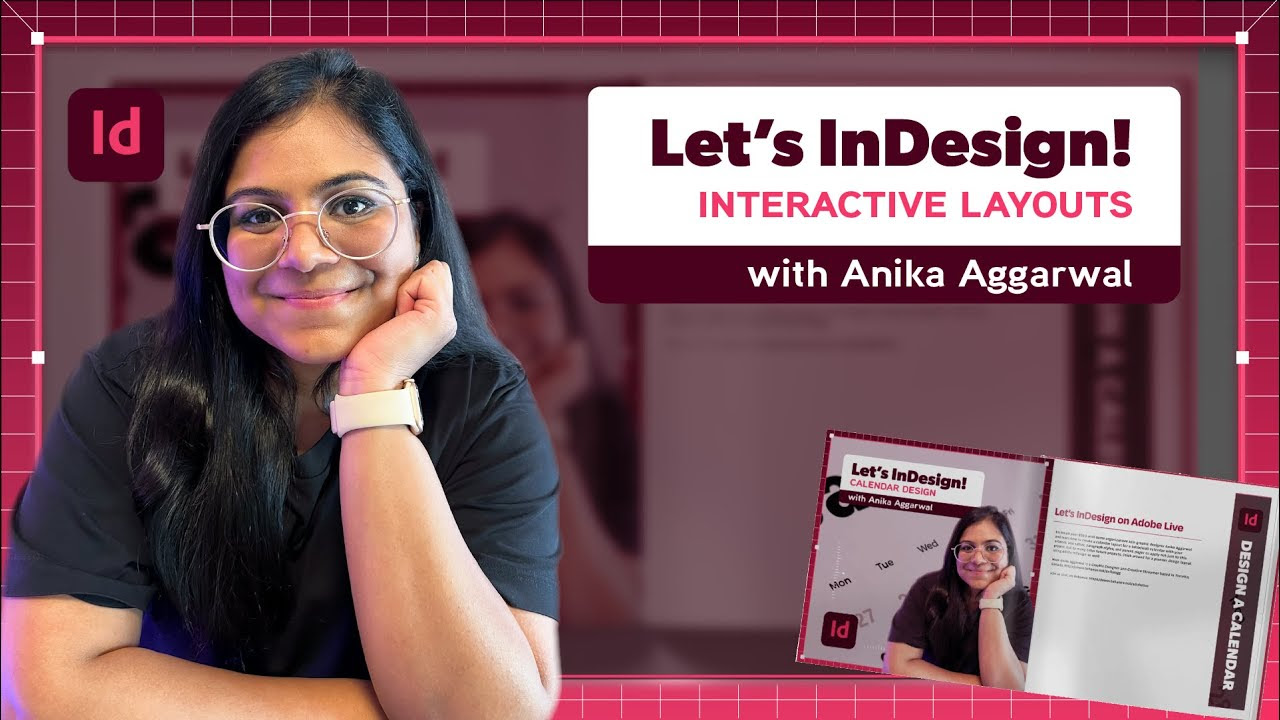 Id
Let's InDesign!
INTERACTIVE LAYOUTS
with Anika Aggarwal
Let's InDesign!
CALENDAR DESIGN
with Anika Aggarwal
Wed
Tue
Mon
27
Id
Let's InDesign on Adobe Live
Id
DESIGN A CALENDAR